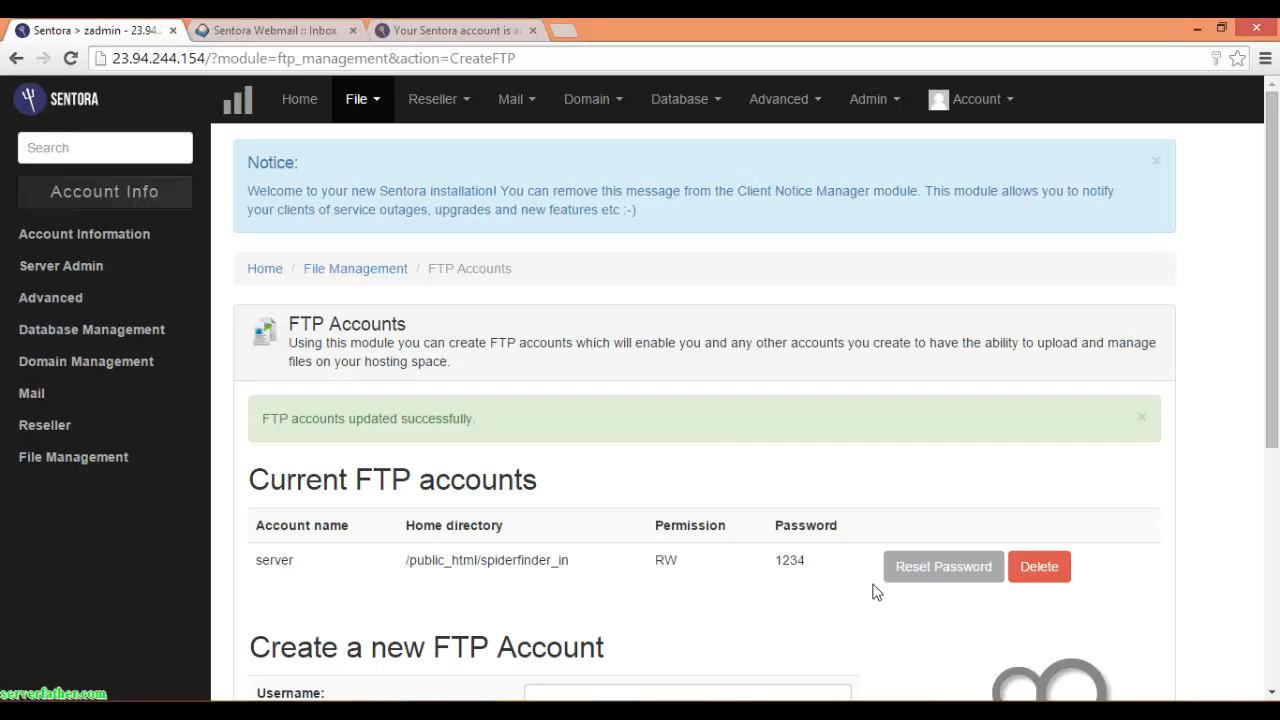 Sentora > zadmin - 23.94.
Sentora Webmail :: Inbox
Your Sentora account is a
23.94.244.154/?module=ftp_management&action=CreateFTP
SENTORA
Home
File
Reseller
Mail
Domain
Database
Advanced
Admin
Account
Search
Account Info
Account Information
Server Admin
Advanced
Database Management
Domain Management
Mail
Reseller
File Management
Notice:
Welcome to your new Sentora installation! You can remove this message from the Client Notice Manager module. This module allows you to notify
your clients of service outages, upgrades and new features etc :-)
Home / File Management / FTP Accounts
FTP Accounts
Using this module you can create FTP accounts which will enable you and any other accounts you create to have the ability to upload and manage
files on your hosting space.
FTP accounts updated successfully.
Current FTP accounts
Account name Home directory Permission Password
server /public_html/spiderfinder_in RW 1234 Reset Password Delete
Create a new FTP Account
Username:
serverfather.com